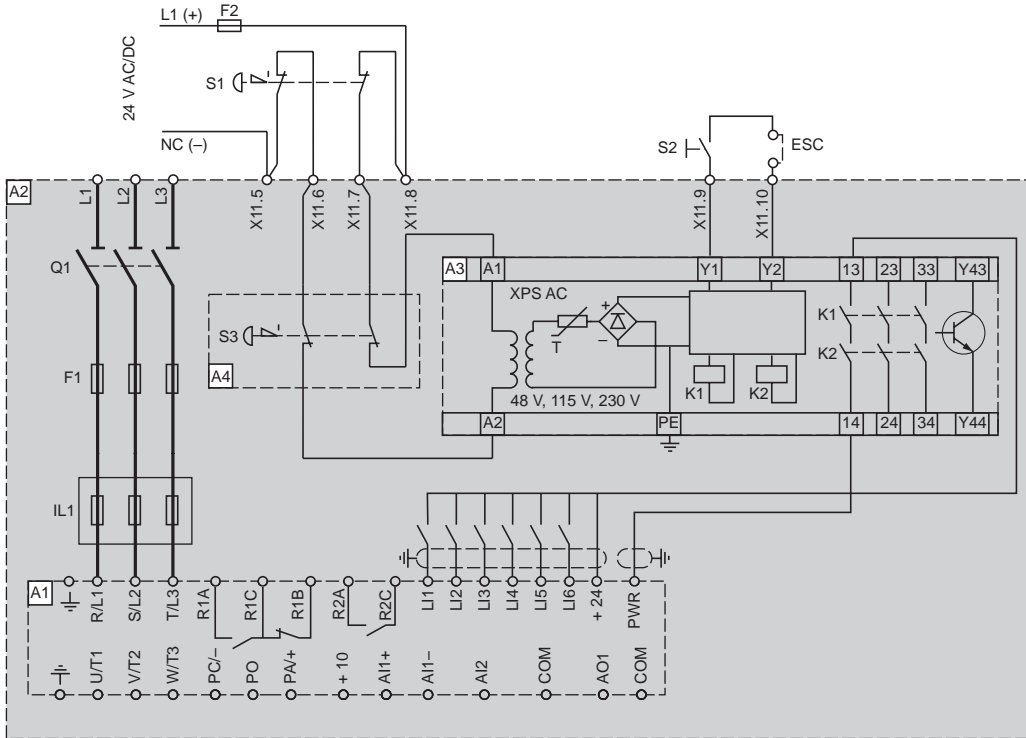 L1 (+)
F2
24 V AC/DC
S1
NC (–)
S2
ESC
A2
L1
L2
L3
X11.5
X11.6
X11.7
X11.8
X11.9
X11.10
Q1
A3
A1
Y1
Y2
13
23
33
Y43
XPS AC
+
–
T
K1
K2
S3
A4
F1
K1
K2
48 V, 115 V, 230 V
A2
PE
14
24
34
Y44
IL1
A1
R/L1
S/L2
T/L3
R1A
R1C
R1B
R2A
R2C
LI1
LI2
LI3
LI4
LI5
LI6
+ 24
PWR
U/T1
V/T2
W/T3
PC/–
PO
PA/+
+ 10
AI1+
AI1–
AI2
COM
AO1
COM